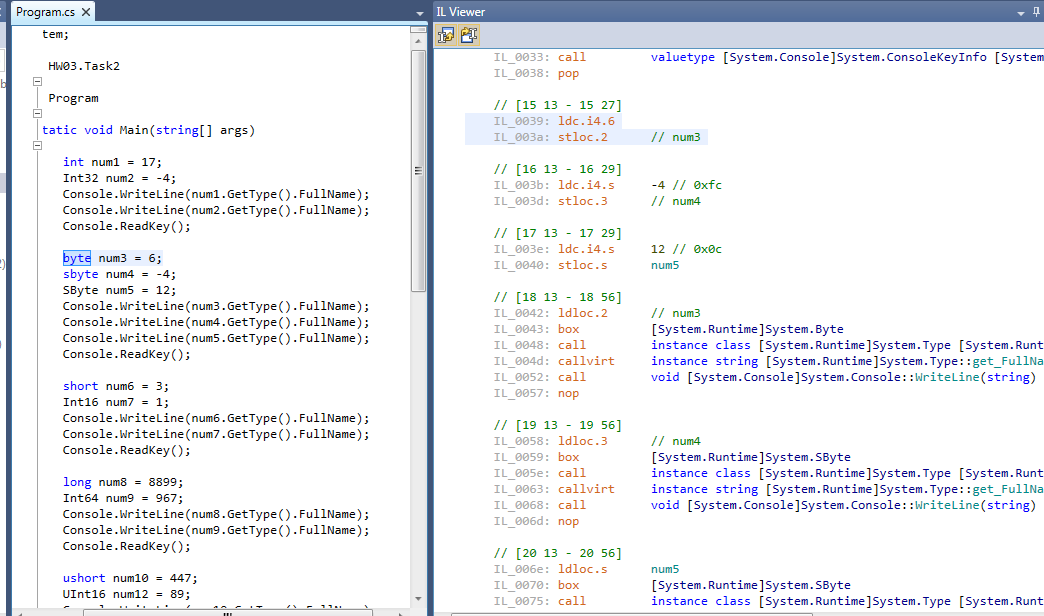 Program.cs
tem;
HW03.Task2
Program
tatic void Main(string[] args)
int num1 = 17;
Int32 num2 = -4;
Console.WriteLine(num1.GetType().FullName);
Console.WriteLine(num2.GetType().FullName);
Console.ReadKey();
byte num3 = 6;
sbyte num4 = -4;
SByte num5 = 12;
Console.WriteLine(num3.GetType().FullName);
Console.WriteLine(num4.GetType().FullName);
Console.WriteLine(num5.GetType().FullName);
Console.ReadKey();
short num6 = 3;
Int16 num7 = 1;
Console.WriteLine(num6.GetType().FullName);
Console.WriteLine(num7.GetType().FullName);
Console.ReadKey();
long num8 = 8899;
Int64 num9 = 967;
Console.WriteLine(num8.GetType().FullName);
Console.WriteLine(num9.GetType().FullName);
Console.ReadKey();
ushort num10 = 447;
UInt16 num12 = 89;
IL Viewer
IL_0033: call valuetype [System.Console]System.ConsoleKeyInfo [System
IL_0038: pop
// [15 13 - 15 27]
IL_0039: ldc.i4.6
IL_003a: stloc.2 // num3
// [16 13 - 16 29]
IL_003b: ldc.i4.s -4 // 0xfc
IL_003d: stloc.3 // num4
// [17 13 - 17 29]
IL_003e: ldc.i4.s 12 // 0x0c
IL_0040: stloc.s num5
// [18 13 - 18 56]
IL_0042: ldloc.2 // num3
IL_0043: box [System.Runtime]System.Byte
IL_0048: call instance class [System.Runtime]System.Type [System.Runt
IL_004d: callvirt instance string [System.Runtime]System.Type::get_FullNa
IL_0052: call void [System.Console]System.Console::WriteLine(string)
IL_0057: nop
// [19 13 - 19 56]
IL_0058: ldloc.3 // num4
IL_0059: box [System.Runtime]System.SByte
IL_005e: call instance class [System.Runtime]System.Type [System.Runt
IL_0063: callvirt instance string [System.Runtime]System.Type::get_FullNa
IL_0068: call void [System.Console]System.Console::WriteLine(string)
IL_006d: nop
// [20 13 - 20 56]
IL_006e: ldloc.s num5
IL_0070: box [System.Runtime]System.SByte
IL_0075: call instance class [System.Runtime]System.Type [System.Runt